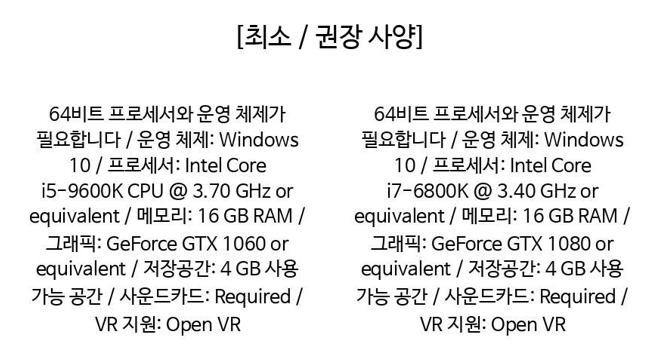 [최소 / 권장 사양]
64비트 프로세서와 운영 체제가
필요합니다 / 운영 체제: Windows
10 / 프로세서: Intel Core
i5-9600K CPU @ 3.70 GHz or
equivalent / 메모리: 16 GB RAM /
그래픽: GeForce GTX 1060 or
equivalent / 저장공간: 4 GB 사용
가능 공간 / 사운드카드: Required /
VR 지원: Open VR
64비트 프로세서와 운영 체제가
필요합니다 / 운영 체제: Windows
10 / 프로세서: Intel Core
i7-6800K @ 3.40 GHz or
equivalent / 메모리: 16 GB RAM /
그래픽: GeForce GTX 1080 or
equivalent / 저장공간: 4 GB 사용
가능 공간 / 사운드카드: Required /
VR 지원: Open VR